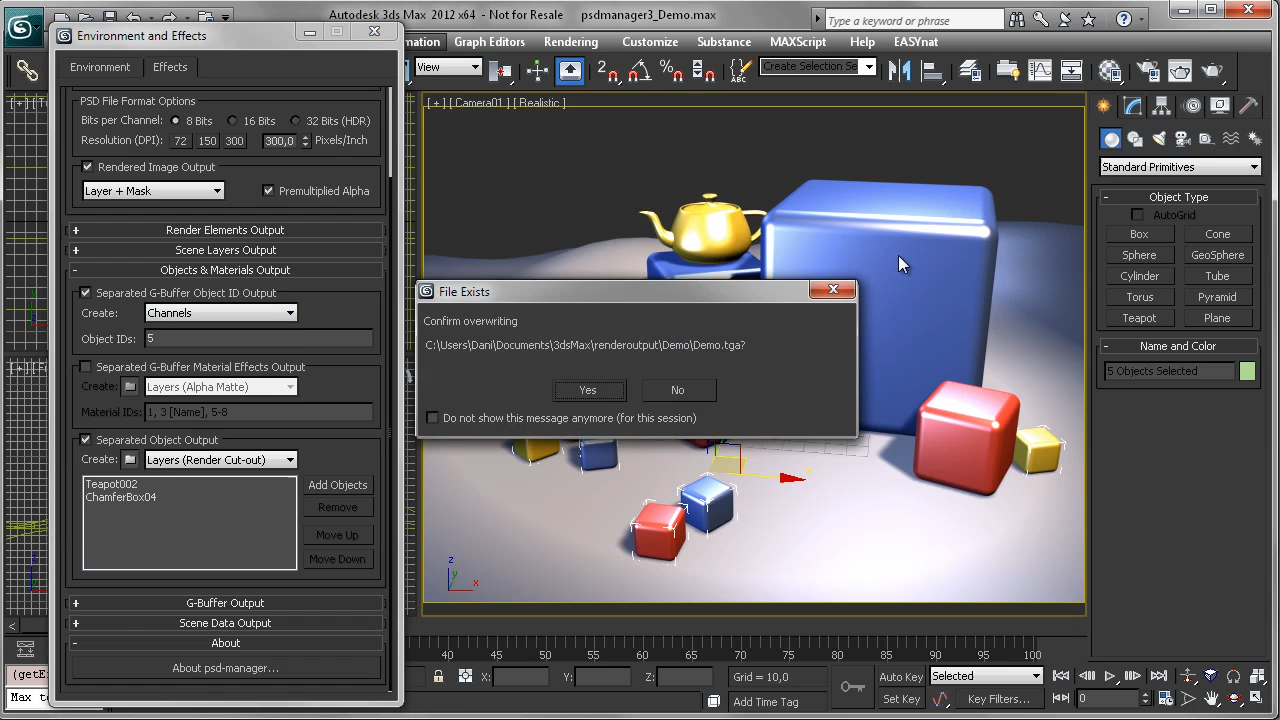 Autodesk 3ds Max 2012 x64 - Not for Resale psdmanager3_Demo.max
Type a keyword or phrase
Environment and Effects
Environment Effects
PSD File Format Options
Bits per Channel: 8 Bits 16 Bits 32 Bits (HDR)
Resolution (DPI): 72 150 300 300,0 Pixels/Inch
Rendered Image Output
Layer + Mask Premultiplied Alpha
+ Render Elements Output
+ Scene Layers Output
- Objects & Materials Output
Separated G-Buffer Object ID Output
Create: Channels
Object IDs: 5
Separated G-Buffer Material Effects Output
Create: Layers (Alpha Matte)
Material IDs: 1, 3 [Name], 5-8
Separated Object Output
Create: Layers (Render Cut-out)
Teapot002
ChamferBox04
Add Objects
Remove
Move Up
Move Down
+ G-Buffer Output
+ Scene Data Output
- About
About psd-manager...
mation Graph Editors Rendering Customize Substance MAXScript Help EASYnat
View
Create Selection Se
ABC
[ + ] [ Camera01 ] [ Realistic ]
File Exists
Confirm overwriting
C:\Users\Dani\Documents\3dsMax\renderoutput\Demo\Demo.tga?
Yes No
Do not show this message anymore (for this session)
x
z
y
x
Standard Primitives
- Object Type
AutoGrid
Box Cone
Sphere GeoSphere
Cylinder Tube
Torus Pyramid
Teapot Plane
- Name and Color
5 Objects Selected
40 45 50 55 60 65 70 75 80 85 90 95 100
X: Y: Z: Grid = 10,0
Add Time Tag
Auto Key Selected
Set Key Key Filters...
0
{getE
Max to